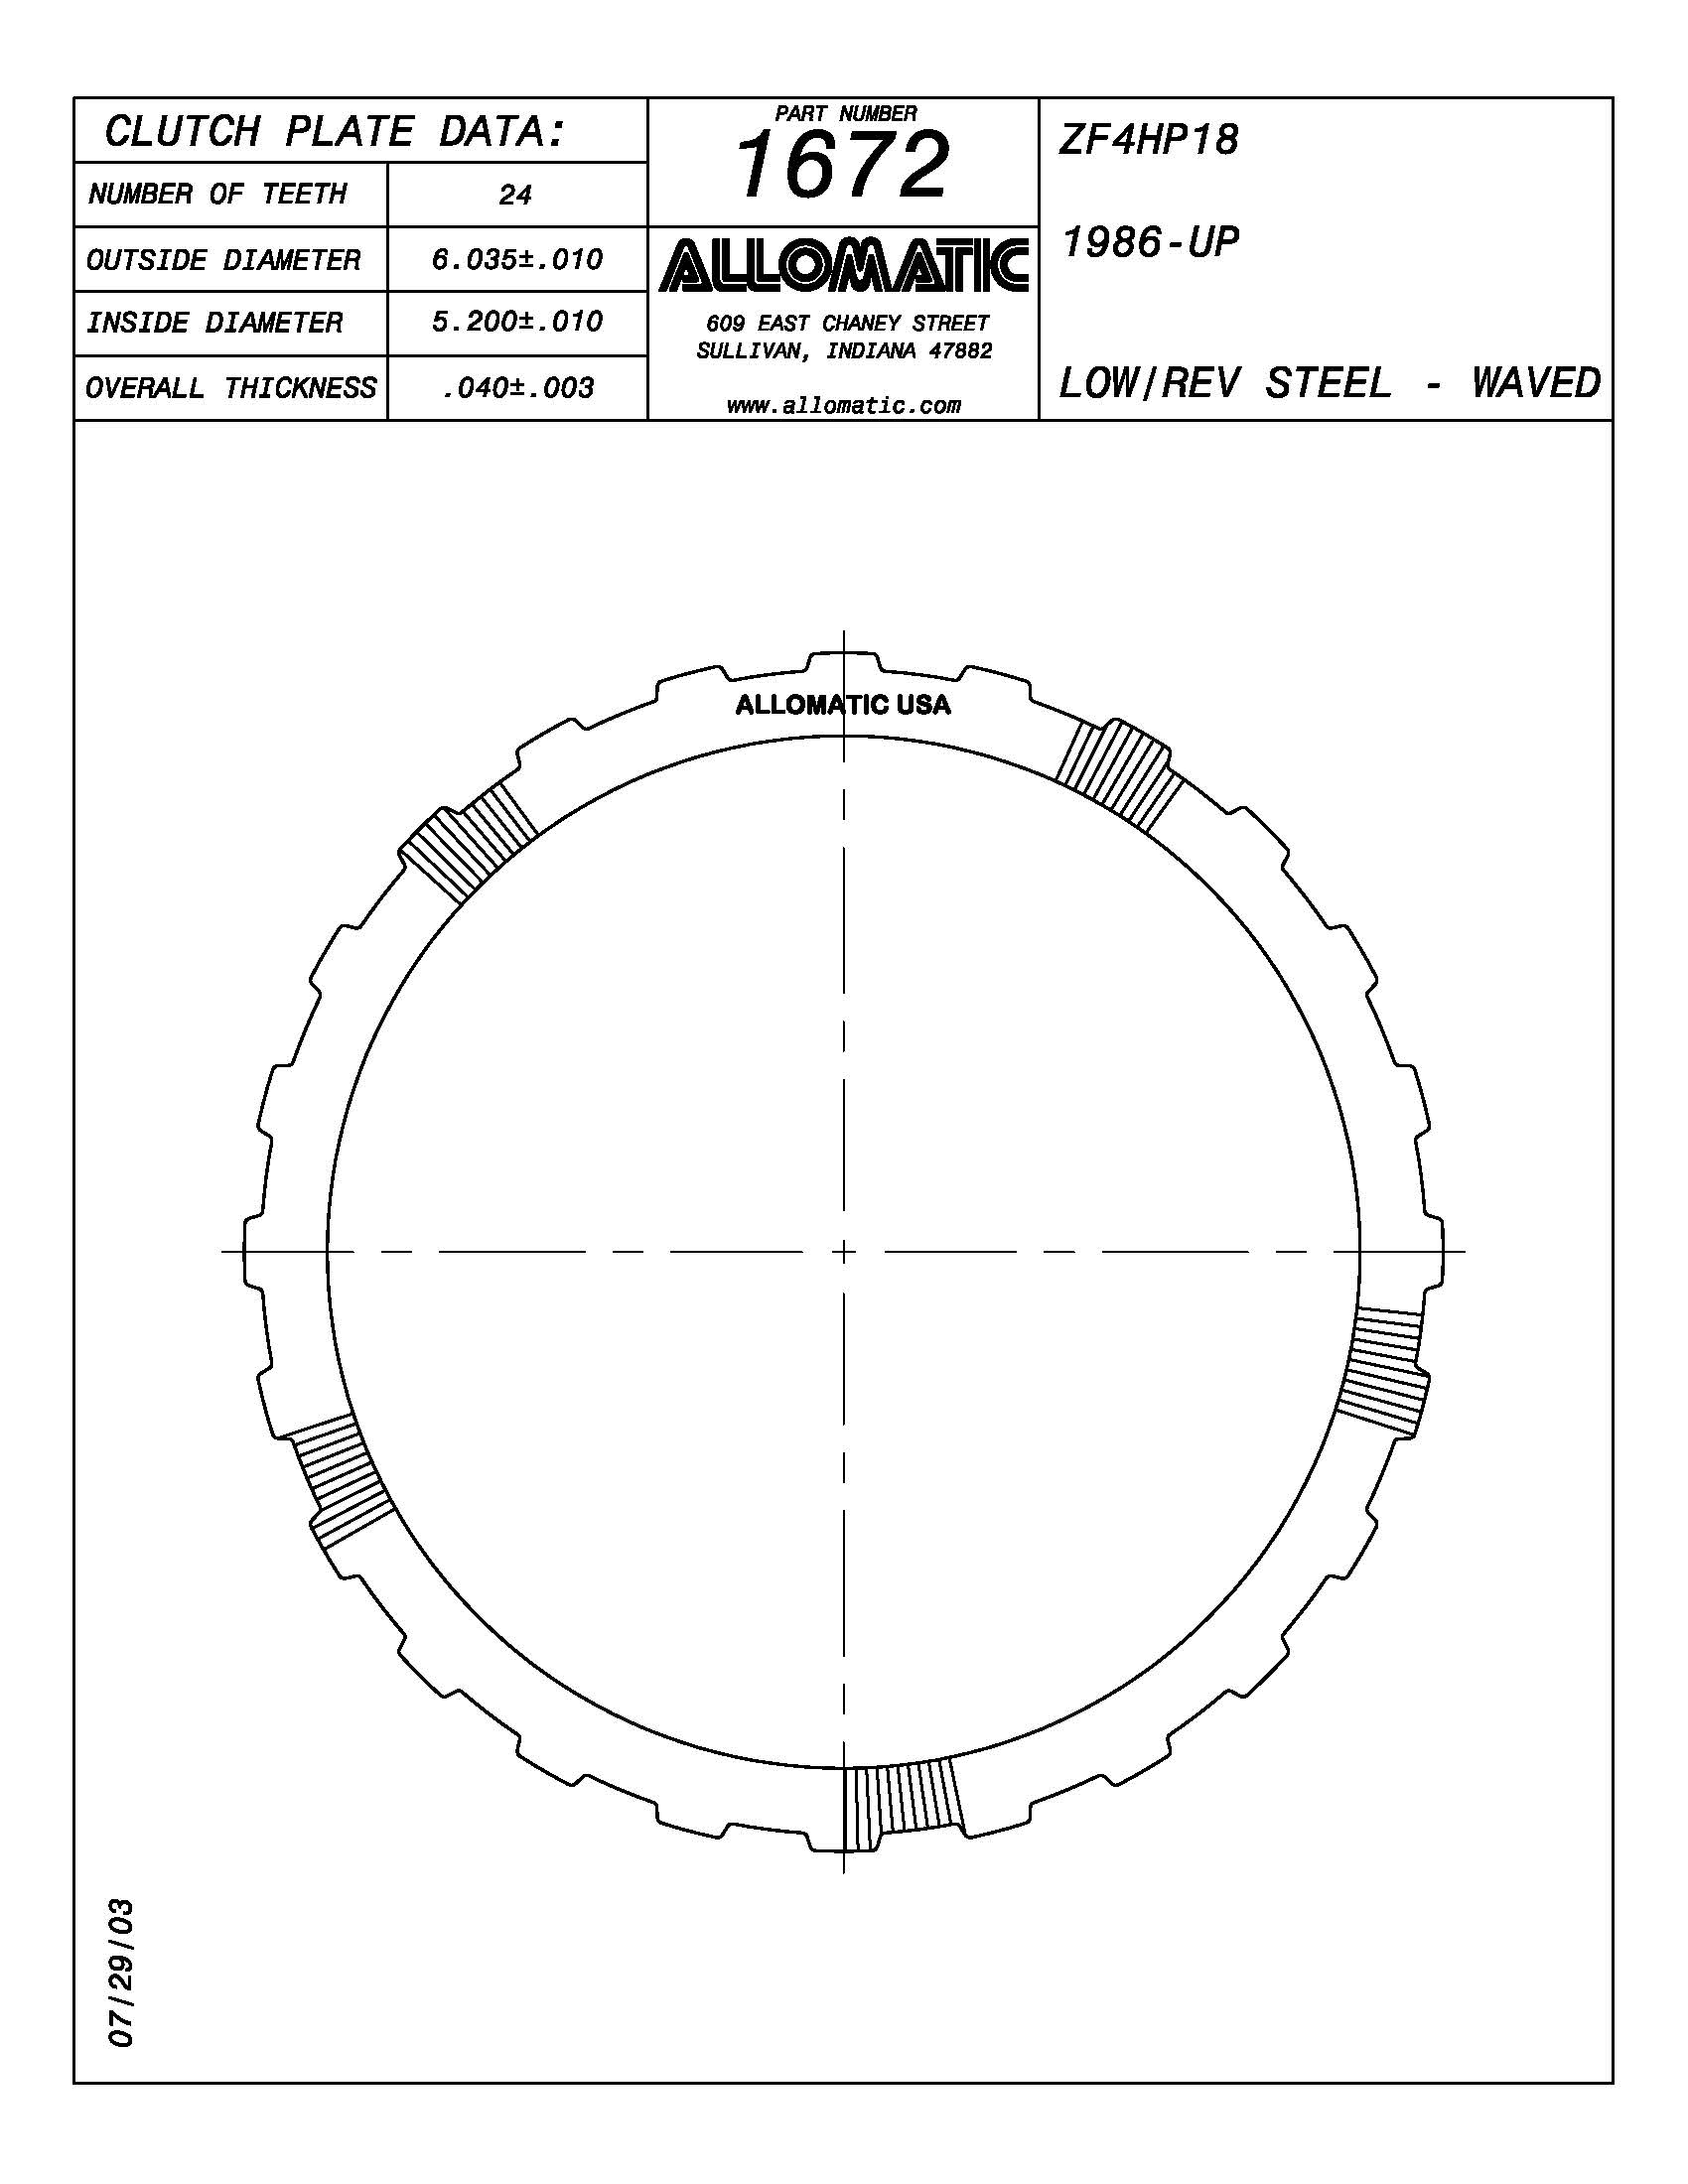 CLUTCH PLATE DATA:
NUMBER OF TEETH 24
OUTSIDE DIAMETER 6.035±.010
INSIDE DIAMETER 5.200±.010
OVERALL THICKNESS .040±.003
PART NUMBER
1672
ALLOMATIC
609 EAST CHANEY STREET
SULLIVAN, INDIANA 47882
www.allomatic.com
ZF4HP18
1986-UP
LOW/REV STEEL - WAVED
ALLOMATIC USA
07/29/03